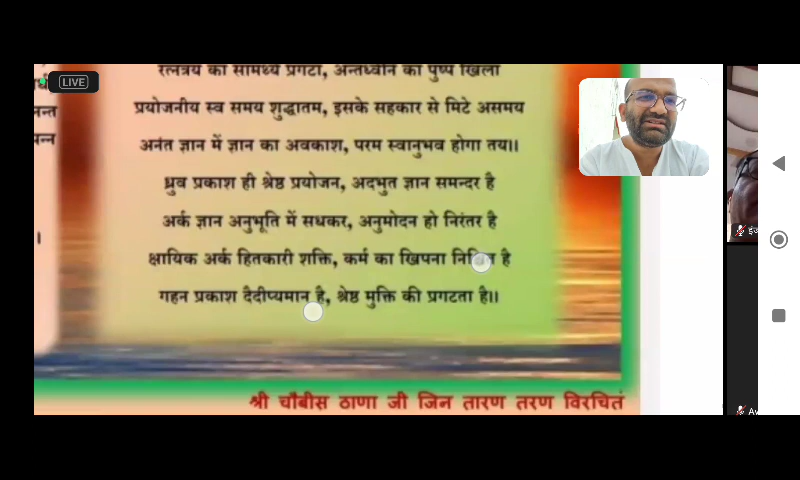 LIVE
रत्नत्रय का सामर्थ्य प्रगटा, अन्तर्ध्वनि का पुष्प खिला
प्रयोजनीय स्व समय शुद्धातम, इसके सहकार से मिटे असमय
अनंत ज्ञान में ज्ञान का अवकाश, परम स्वानुभव होगा तय।।
ध्रुव प्रकाश ही श्रेष्ठ प्रयोजन, अदभुत ज्ञान समन्दर है
अर्क ज्ञान अनुभूति में सधकर, अनुमोदन हो निरंतर है
क्षायिक अर्क हितकारी शक्ति, कर्म का खिपना है
गहन प्रकाश दैदीप्यमान है, श्रेष्ठ मुक्ति की प्रगटता है।।
श्री चौबीस ठाणा जी जिन तारण तरण विरचितं